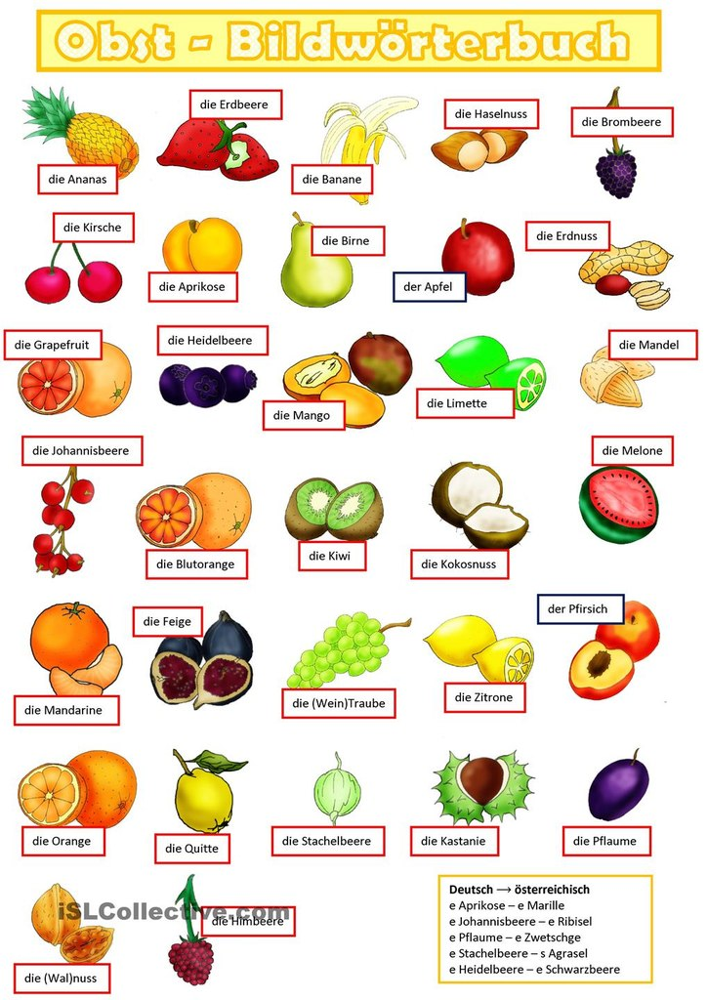 Obst - Bildwörterbuch
die Ananas
die Erdbeere
die Banane
die Haselnuss
die Brombeere
die Kirsche
die Aprikose
die Birne
der Apfel
die Erdnuss
die Grapefruit
die Heidelbeere
die Mango
die Limette
die Mandel
die Johannisbeere
die Blutorange
die Kiwi
die Kokosnuss
die Melone
die Mandarine
die Feige
die (Wein)Traube
die Zitrone
der Pfirsich
die Orange
die Quitte
die Stachelbeere
die Kastanie
die Pflaume
die (Wal)nuss
die Himbeere
iSLCollective.com
Deutsch → österreichisch
e Aprikose – e Marille
e Johannisbeere – e Ribisel
e Pflaume – e Zwetschge
e Stachelbeere – s Agrasel
e Heidelbeere – e Schwarzbeere